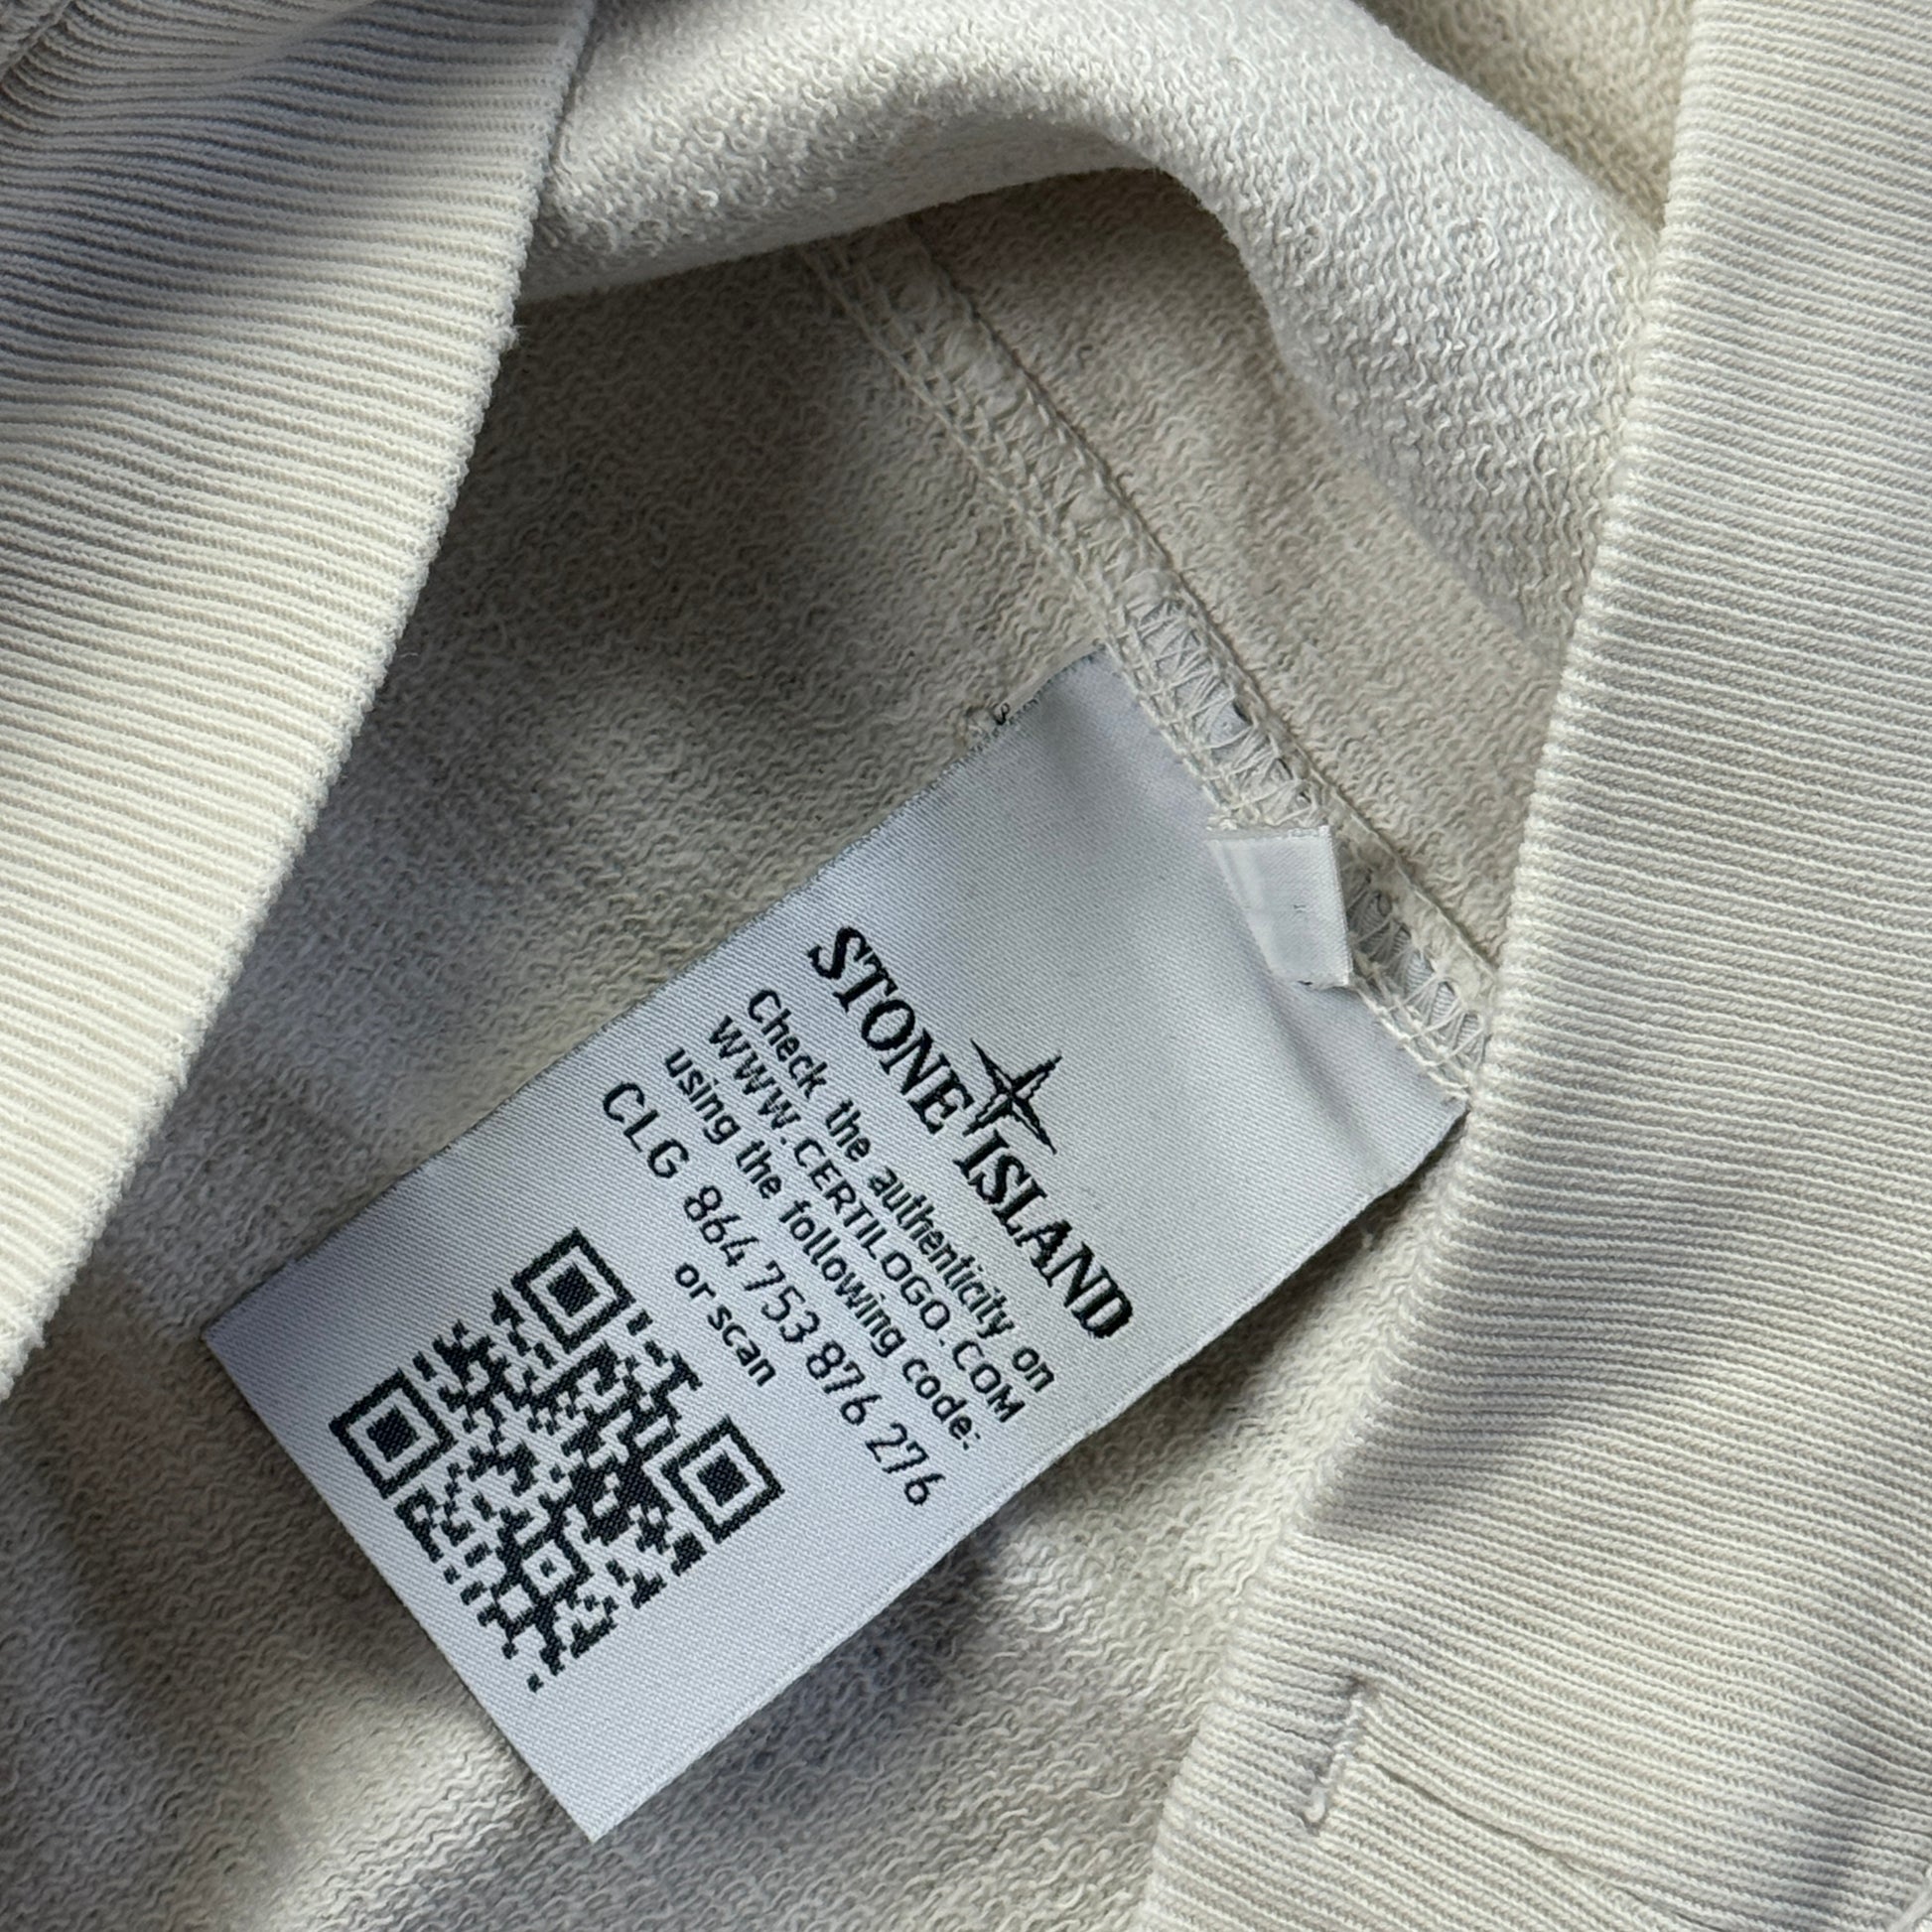 STONE ISLAND
Check the authenticity on
WWW.CERTILOGO.COM
using the following code:
CLG 864 753 876 276
or scan